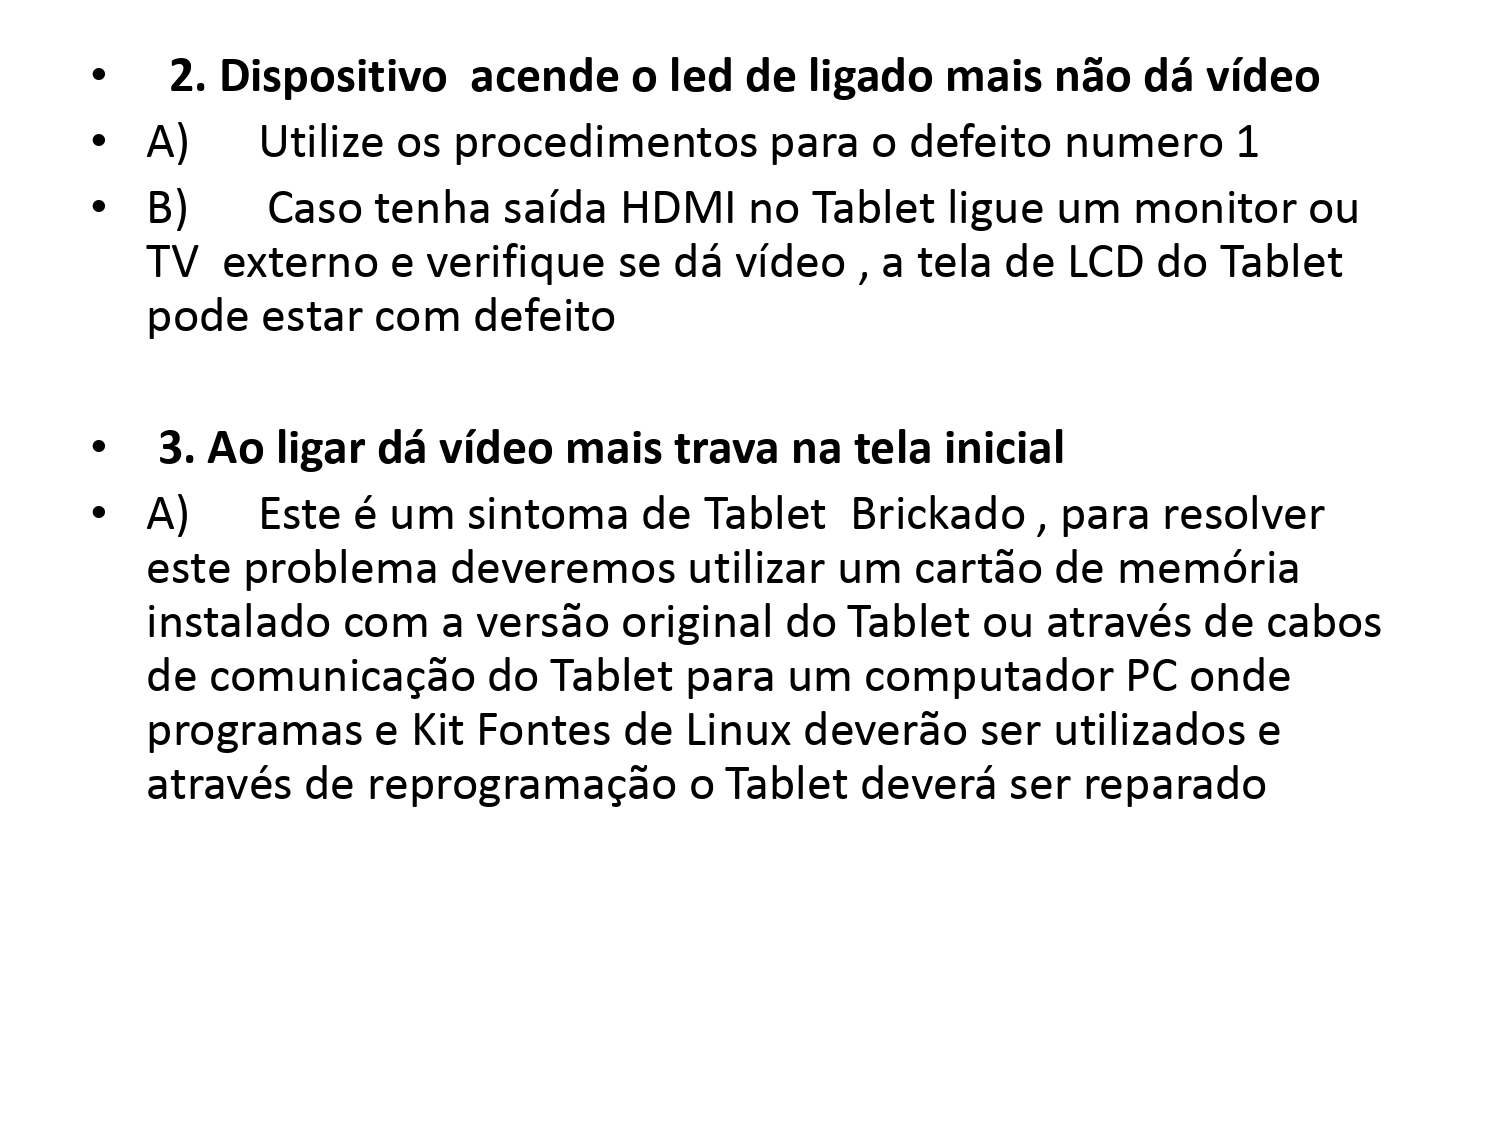 • 2. Dispositivo acende o led de ligado mais não dá vídeo
• A) Utilize os procedimentos para o defeito numero 1
• B) Caso tenha saída HDMI no Tablet ligue um monitor ou
TV externo e verifique se dá vídeo , a tela de LCD do Tablet
pode estar com defeito
• 3. Ao ligar dá vídeo mais trava na tela inicial
• A) Este é um sintoma de Tablet Brickado , para resolver
este problema deveremos utilizar um cartão de memória
instalado com a versão original do Tablet ou através de cabos
de comunicação do Tablet para um computador PC onde
programas e Kit Fontes de Linux deverão ser utilizados e
através de reprogramação o Tablet deverá ser reparado